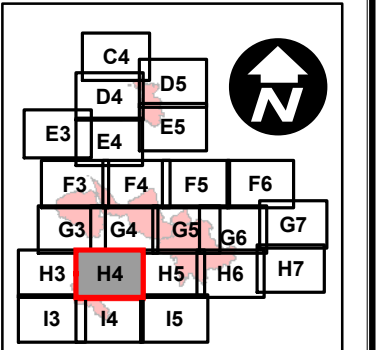 C4
D4 D5
E3 E4 E5
N
F3 F4 F5 F6
G3 G4 G5 G6 G7
H3 H4 H5 H6 H7
I3 I4 I5